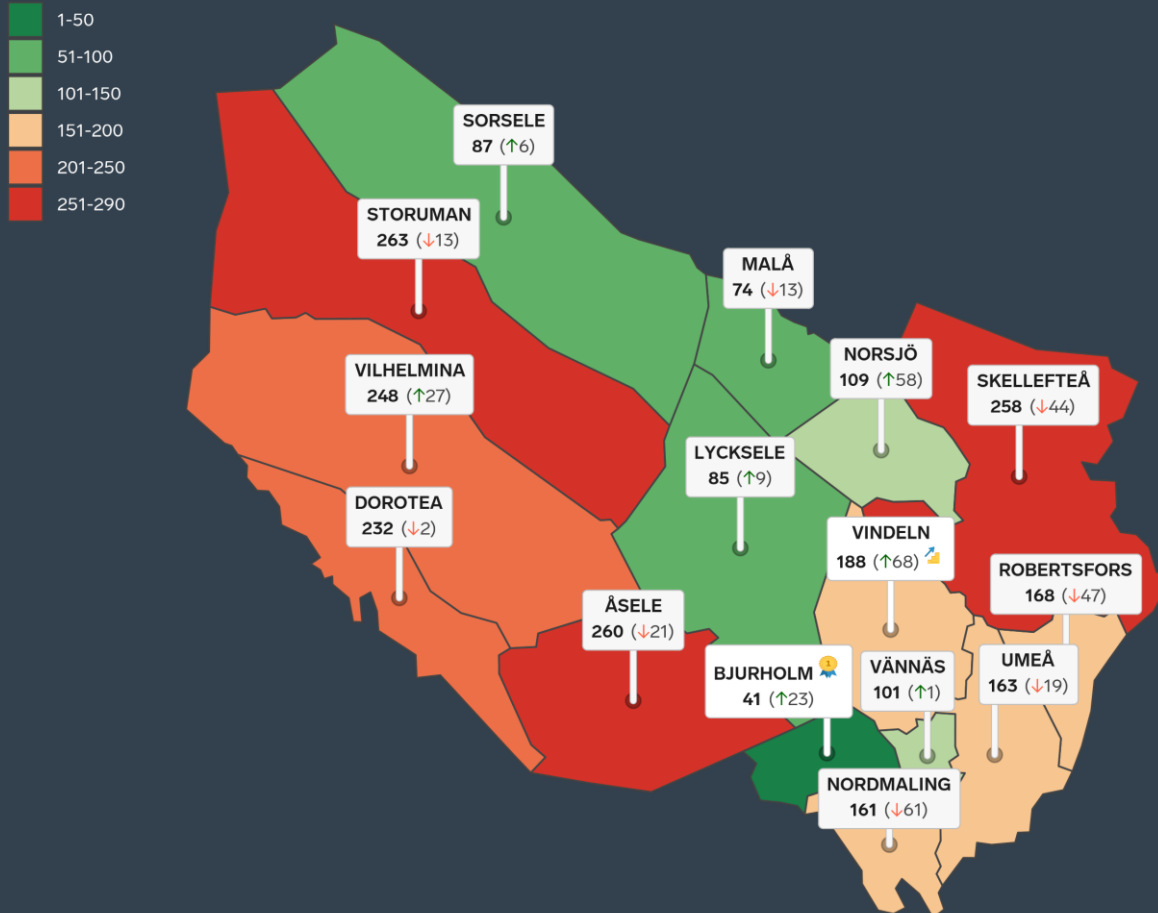 1-50
51-100
101-150
151-200
201-250
251-290
SORSELE
87 (↑6)
STORUMAN
263 (↓13)
MALÅ
74 (↓13)
NORSJÖ
109 (↑58)
VILHELMINA
248 (↑27)
SKELLEFTEÅ
258 (↓44)
LYCKSELE
85 (↑9)
DOROTEA
232 (↓2)
VINDELN
188 (↑68)
ROBERTSFORS
168 (↓47)
ÅSELE
260 (↓21)
BJURHOLM
41 (↑23)
VÄNNÄS
101 (↑1)
UMEÅ
163 (↓19)
NORDMALING
161 (↓61)